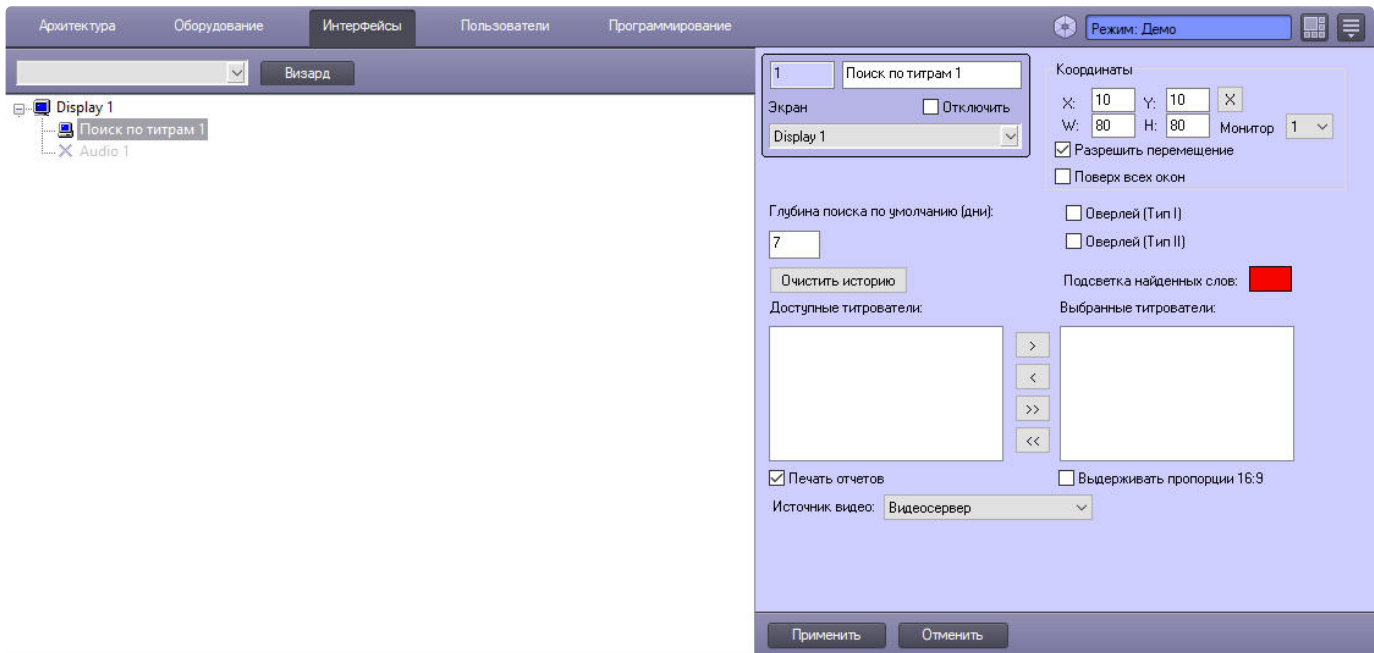 Архитектура Оборудование Интерфейсы Пользователи Программирование Режим: Демо
Визард
Display 1
Поиск по титрам 1
Audio 1
1 Поиск по титрам 1
Экран Отключить
Display 1
Координаты
X: 10 Y: 10 X
W: 80 H: 80 Монитор 1
Разрешить перемещение
Поверх всех окон
Глубина поиска по умолчанию (дни):
7
Оверлей (Тип I)
Оверлей (Тип II)
Очистить историю Подсветка найденных слов:
Доступные титрователи: Выбранные титрователи:
>
<
>>
<<
Печать отчетов Выдерживать пропорции 16:9
Источник видео: Видеосервер
Применить Отменить